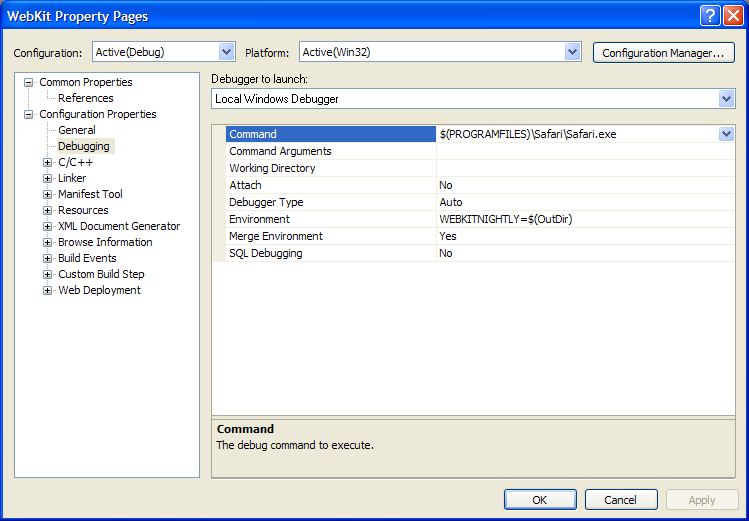 WebKit Property Pages
Configuration: Active(Debug) Platform: Active(Win32) Configuration Manager...
Common Properties
References
Configuration Properties
General
Debugging
C/C++
Linker
Manifest Tool
Resources
XML Document Generator
Browse Information
Build Events
Custom Build Step
Web Deployment
Debugger to launch:
Local Windows Debugger
Command $(PROGRAMFILES)\Safari\Safari.exe
Command Arguments
Working Directory
Attach No
Debugger Type Auto
Environment WEBKITNIGHTLY=$(OutDir)
Merge Environment Yes
SQL Debugging No
Command
The debug command to execute.
OK Cancel Apply